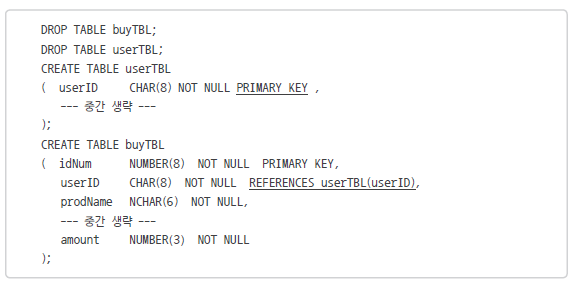 DROP TABLE buyTBL;
DROP TABLE userTBL;
CREATE TABLE userTBL
( userID CHAR(8) NOT NULL PRIMARY KEY ,
--- 중간 생략 ---
);
CREATE TABLE buyTBL
( idNum NUMBER(8) NOT NULL PRIMARY KEY,
userID CHAR(8) NOT NULL REFERENCES userTBL(userID),
prodName NCHAR(6) NOT NULL,
--- 중간 생략 ---
amount NUMBER(3) NOT NULL
);